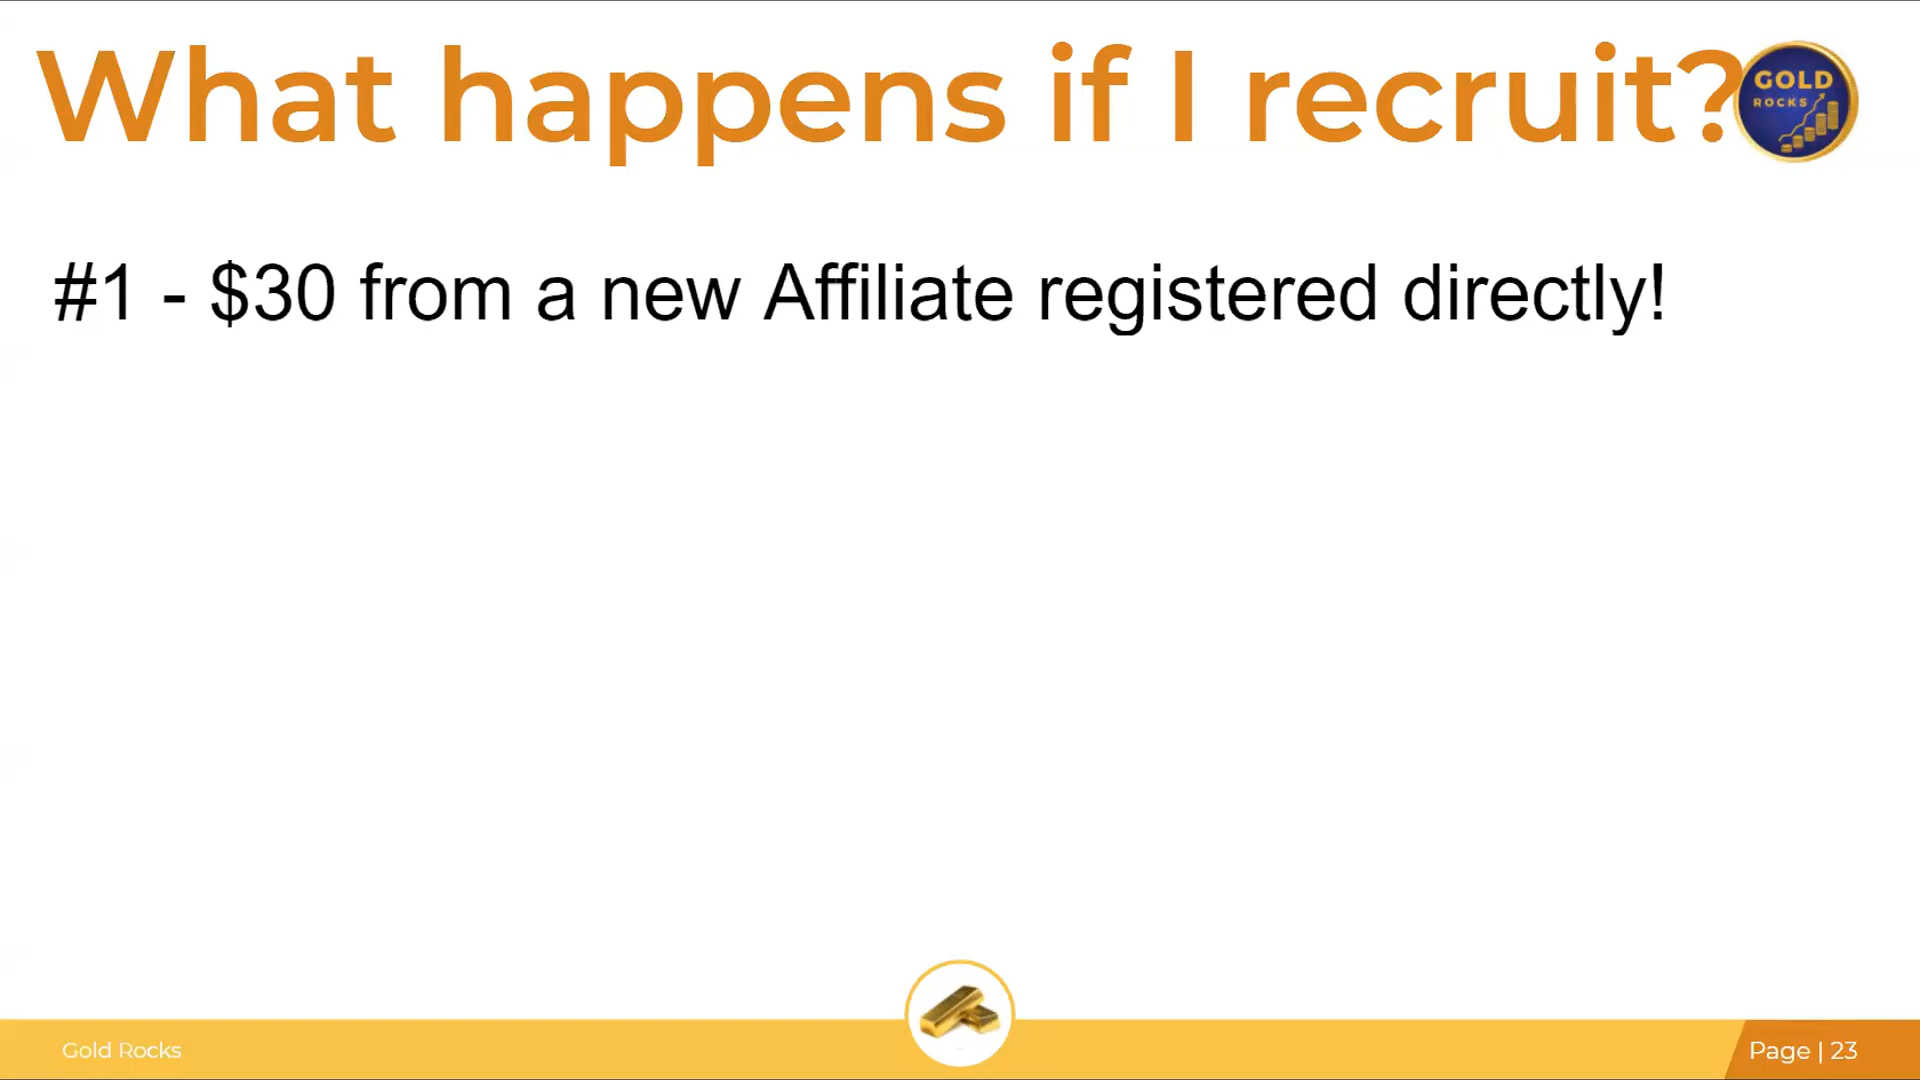 What happens if I recruit?
GOLD
ROCKS
#1 - $30 from a new Affiliate registered directly!
Gold Rocks
Page | 23